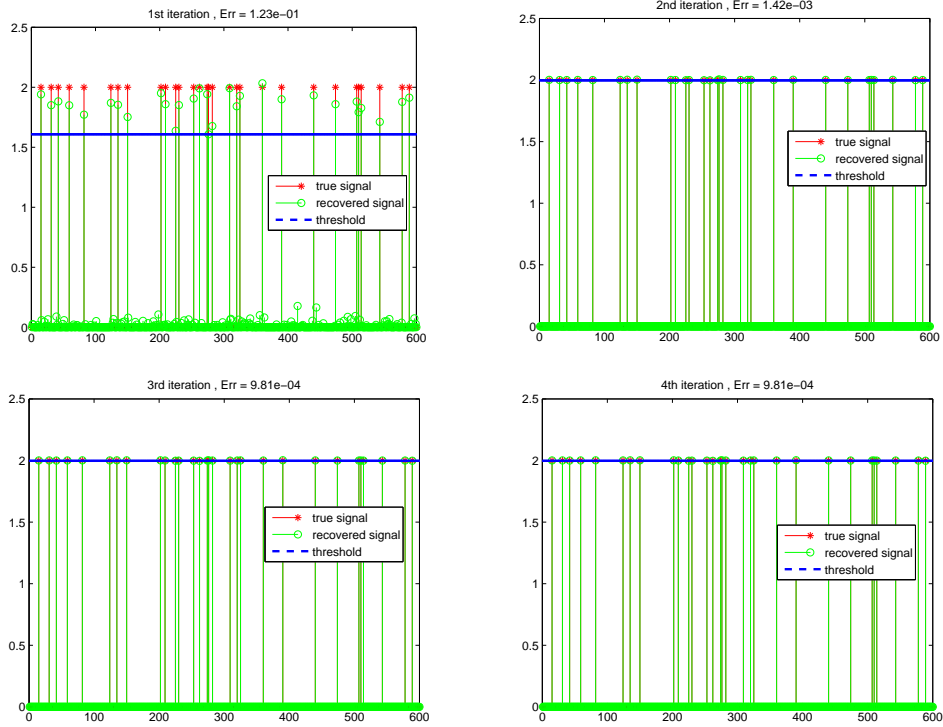 1st iteration , Err = 1.23e−01
2.5
2
1.5
1
0.5
0
0 100 200 300 400 500 600
true signal
recovered signal
threshold
2nd iteration , Err = 1.42e−03
2.5
2
1.5
1
0.5
0
0 100 200 300 400 500 600
true signal
recovered signal
threshold
3rd iteration , Err = 9.81e−04
2.5
2
1.5
1
0.5
0
0 100 200 300 400 500 600
true signal
recovered signal
threshold
4th iteration , Err = 9.81e−04
2.5
2
1.5
1
0.5
0
0 100 200 300 400 500 600
true signal
recovered signal
threshold